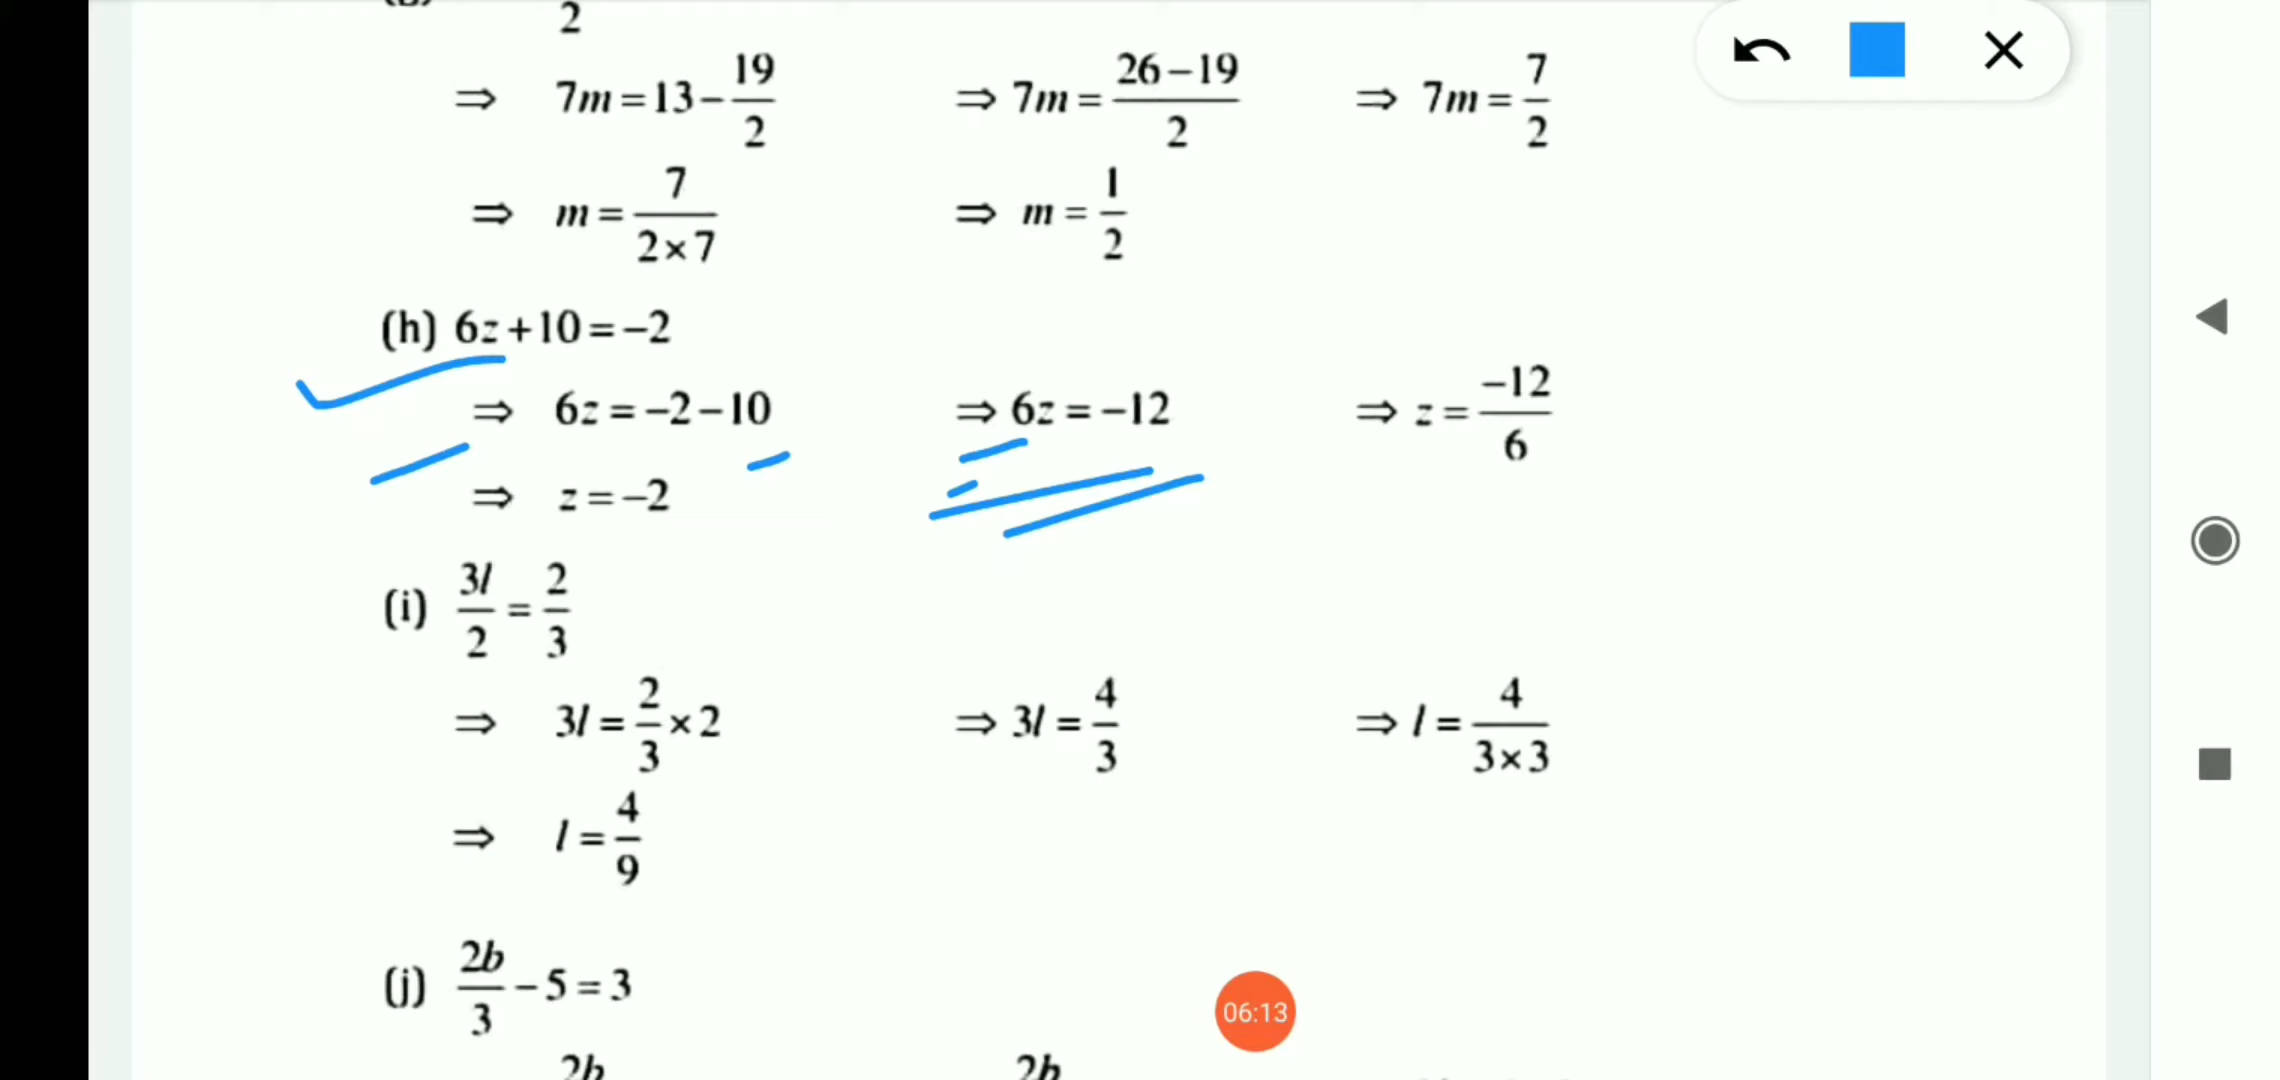 2
⇒ 7m = 13 − 19/2 ⇒ 7m = (26 − 19)/2 ⇒ 7m = 7/2
⇒ m = 7/(2 × 7) ⇒ m = 1/2
(h) 6z + 10 = −2
⇒ 6z = −2 − 10 ⇒ 6z = −12 ⇒ z = −12/6
⇒ z = −2
(i) 3l/2 = 2/3
⇒ 3l = 2/3 × 2 ⇒ 3l = 4/3 ⇒ l = 4/(3 × 3)
⇒ l = 4/9
(j) 2b/3 − 5 = 3
06:13
2b 2b